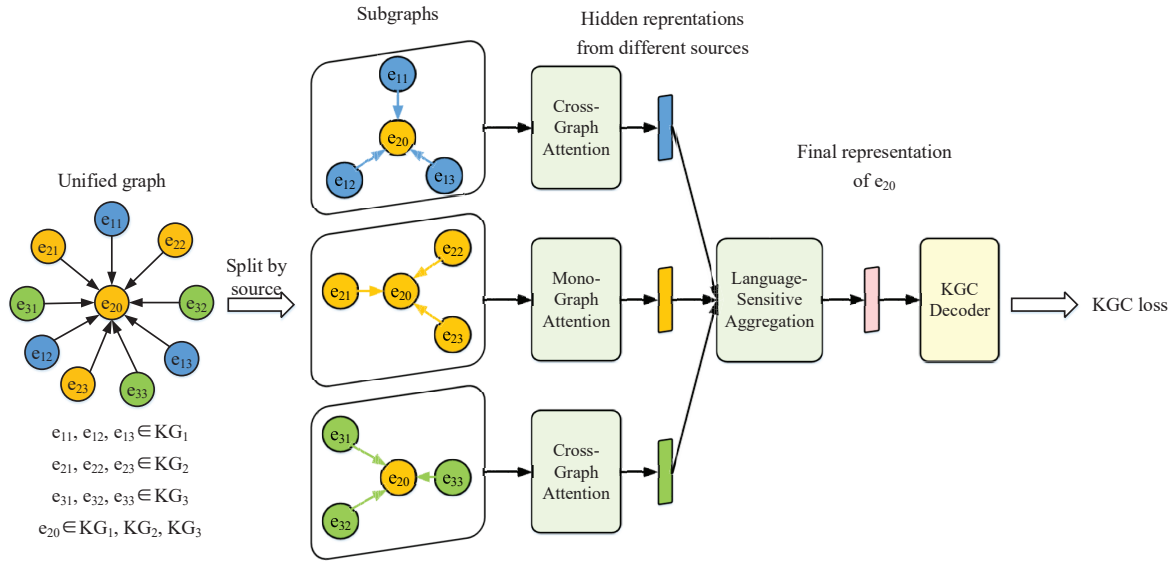 Subgraphs
Hidden reprentations
from different sources
Final representation
of e₂₀
Unified graph
e₁₁
e₂₁
e₂₂
e₃₁
e₂₀
e₃₂
e₁₂
e₁₃
e₂₃
e₃₃
e₁₁, e₁₂, e₁₃∈KG₁
e₂₁, e₂₂, e₂₃∈KG₂
e₃₁, e₃₂, e₃₃∈KG₃
e₂₀∈KG₁, KG₂, KG₃
Split by
source
e₁₁
e₂₀
e₁₂
e₁₃
e₂₂
e₂₁
e₂₀
e₂₃
e₃₁
e₂₀
e₃₃
e₃₂
Cross-
Graph
Attention
Mono-
Graph
Attention
Cross-
Graph
Attention
Language-
Sensitive
Aggregation
KGC
Decoder
KGC loss